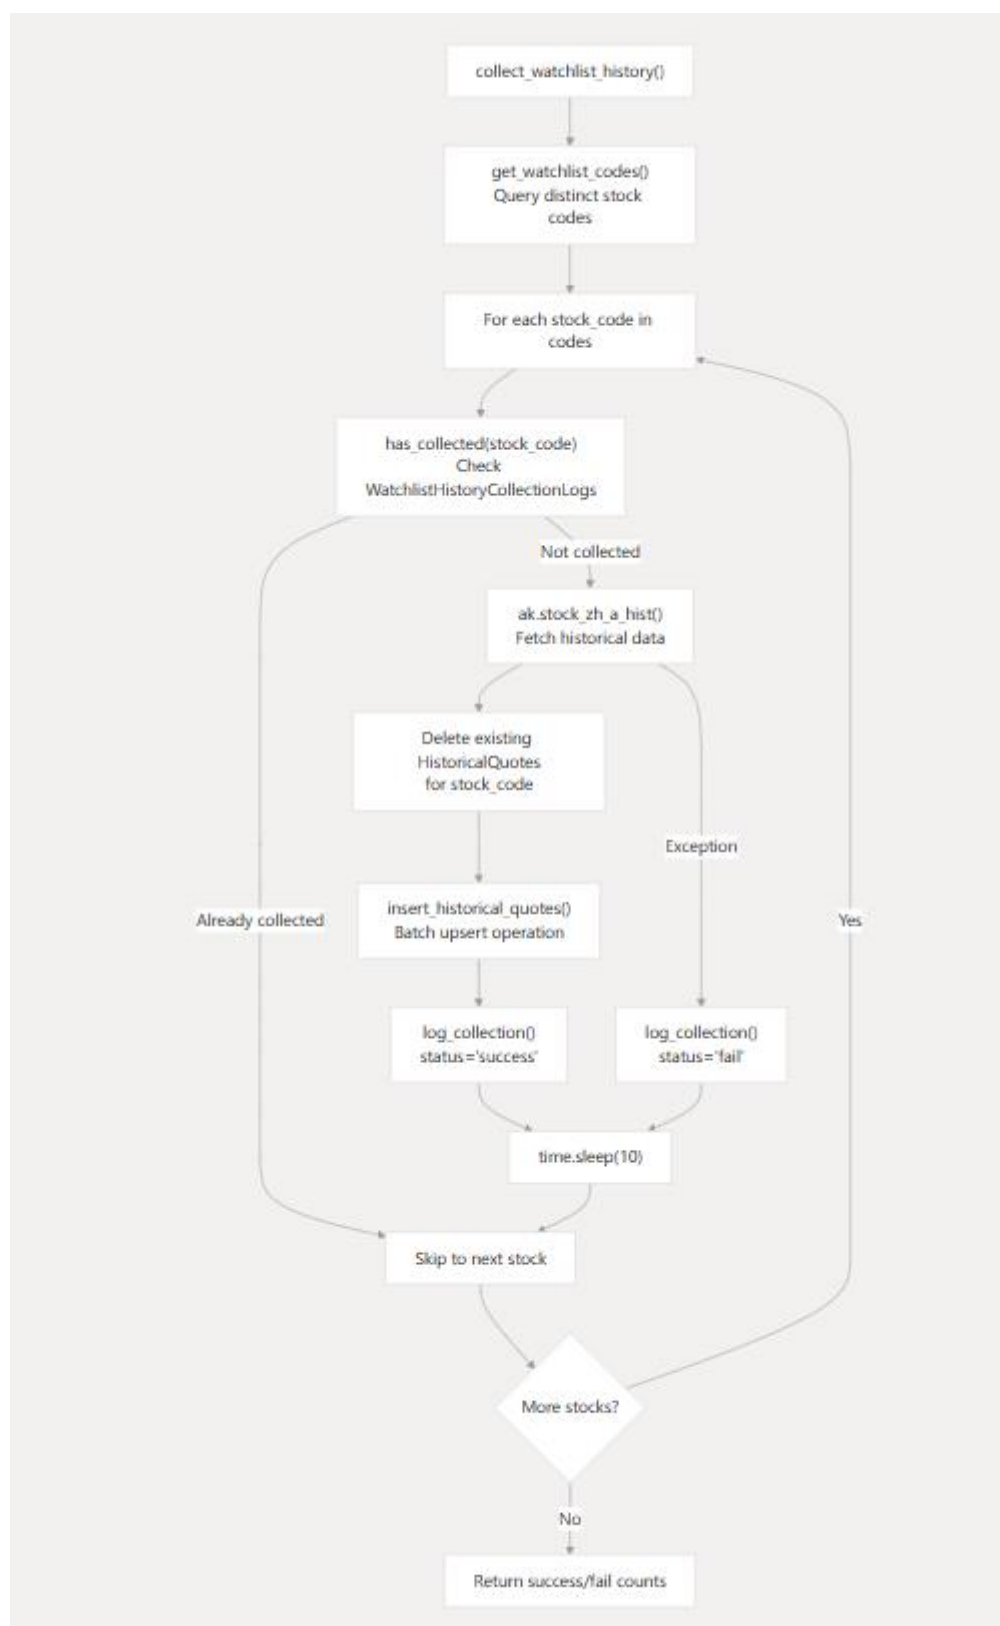 collect_watchlist_history()
get_watchlist_codes()
Query distinct stock
codes
For each stock_code in
codes
has_collected(stock_code)
Check
WatchlistHistoryCollectionLogs
Not collected
ak.stock_zh_a_hist()
Fetch historical data
Delete existing
HistoricalQuotes
for stock_code
Exception
insert_historical_quotes()
Batch upsert operation
Already collected
Yes
log_collection()
status='success'
log_collection()
status='fail'
time.sleep(10)
Skip to next stock
More stocks?
No
Return success/fail counts